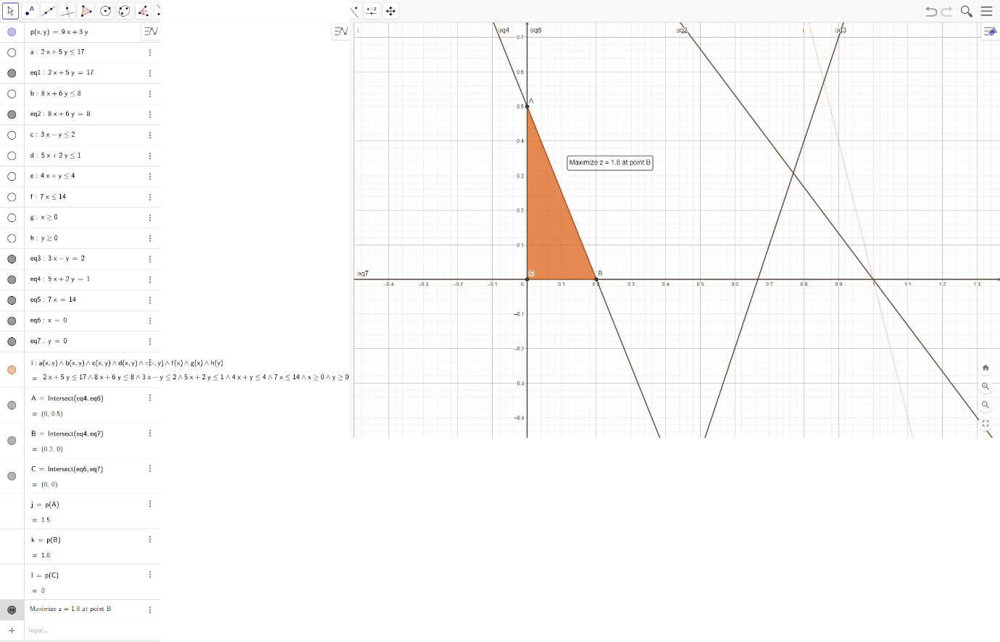 a = 2
p(x, y) = 9 x + 3 y
a : 2 x + 5 y ≤ 17
eq1 : 2 x + 5 y = 17
b : 8 x + 6 y ≤ 8
eq2 : 8 x + 6 y = 8
c : 3 x − y ≤ 2
d : 5 x + 2 y ≤ 1
e : 4 x + y ≤ 4
f : 7 x ≤ 14
g : x ≥ 0
h : y ≥ 0
eq3 : 3 x − y = 2
eq4 : 5 x + 2 y = 1
eq5 : 7 x = 14
eq6 : x = 0
eq7 : y = 0
i : a(x, y) ∧ b(x, y) ∧ c(x, y) ∧ d(x, y) ∧ e(x, y) ∧ f(x) ∧ g(x) ∧ h(y)
= 2 x + 5 y ≤ 17 ∧ 8 x + 6 y ≤ 8 ∧ 3 x − y ≤ 2 ∧ 5 x + 2 y ≤ 1 ∧ 4 x + y ≤ 4 ∧ 7 x ≤ 14 ∧ x ≥ 0 ∧ y ≥ 0
A = Intersect(eq4, eq6)
= (0, 0.5)
B = Intersect(eq4, eq7)
= (0.2, 0)
C = Intersect(eq6, eq7)
= (0, 0)
j = p(A)
= 1.5
k = p(B)
= 1.8
l = p(C)
= 0
Maximize z = 1.8 at point B
Input...
i
eq4
eq6
eq2
i
eq3
0.7
0.6
0.5
A
0.4
Maximize z = 1.8 at point B
0.3
0.2
0.1
eq7
C
B
−0.4 −0.3 −0.2 −0.1 0 0.1 0.2 0.3 0.4 0.5 0.6 0.7 0.8 0.9 1 1.1 1.2 1.3
−0.1
−0.2
−0.3
−0.4